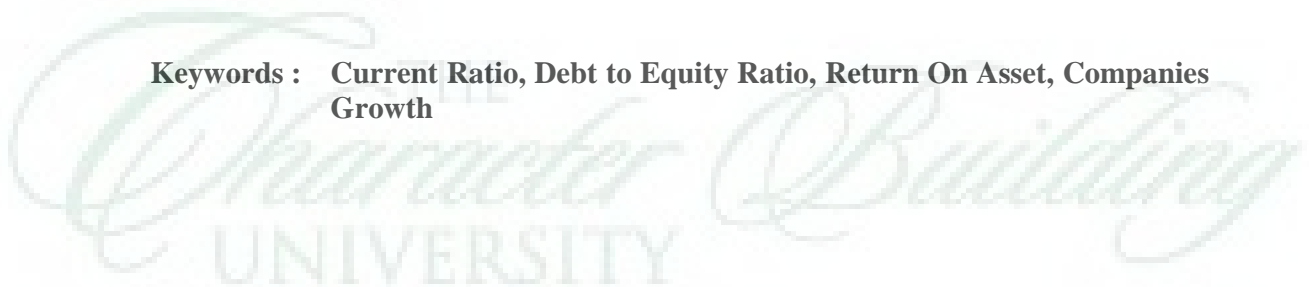 Keywords : Current Ratio, Debt to Equity Ratio, Return On Asset, Companies
Growth
THE
Character Building
UNIVERSITY